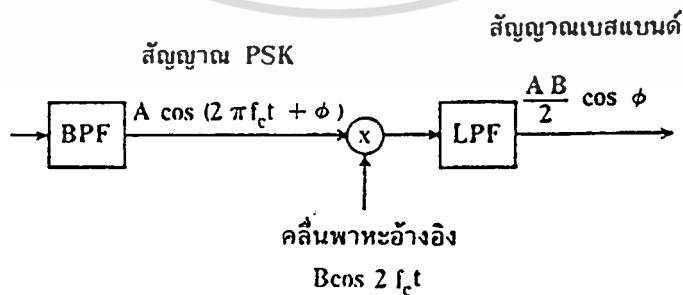 สัญญาณเบสแบนด์
สัญญาณ PSK
BPF
A cos (2 πf_c t + ϕ)
x
LPF
A B
2
cos ϕ
คลื่นพาหะอ้างอิง
Bcos 2 f_c t